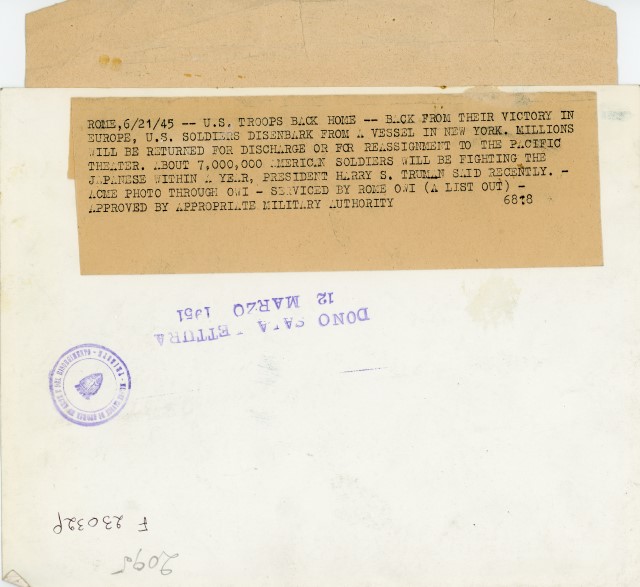 ROME,6/21/45 -- U.S. TROOPS BACK HOME -- BACK FROM THEIR VICTORY IN
EUROPE, U.S. SOLDIERS DISENBARK FROM A VESSEL IN NEW YORK. MILLIONS
WILL BE RETURNED FOR DISCHARGE OR FOR REASSIGNMENT TO THE PACIFIC
THEATER. ABOUT 7,000,000 AMERICAN SOLDIERS WILL BE FIGHTING THE
JAPANESE WITHIN A YEAR, PRESIDENT HARRY S. TRUMAN SAID RECENTLY. -
ACME PHOTO THROUGH OWI - SERVICED BY ROME OWI (A LIST OUT) -
APPROVED BY APPROPRIATE MILITARY AUTHORITY
DONO SALA LETTURA
12 MARZO 1951
2095